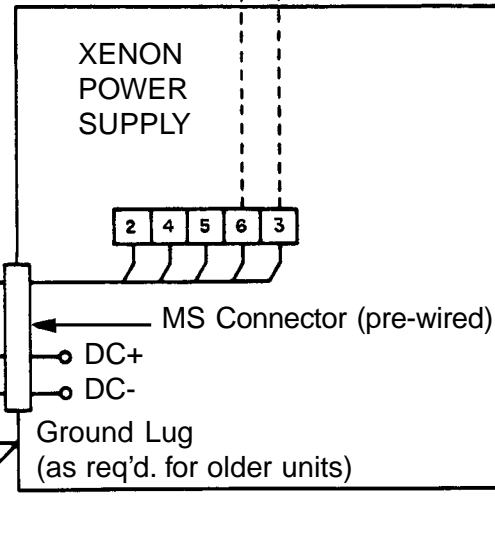 XENON
POWER
SUPPLY
2 4 5 6 3
MS Connector (pre-wired)
DC+
DC-
Ground Lug
(as req'd. for older units)